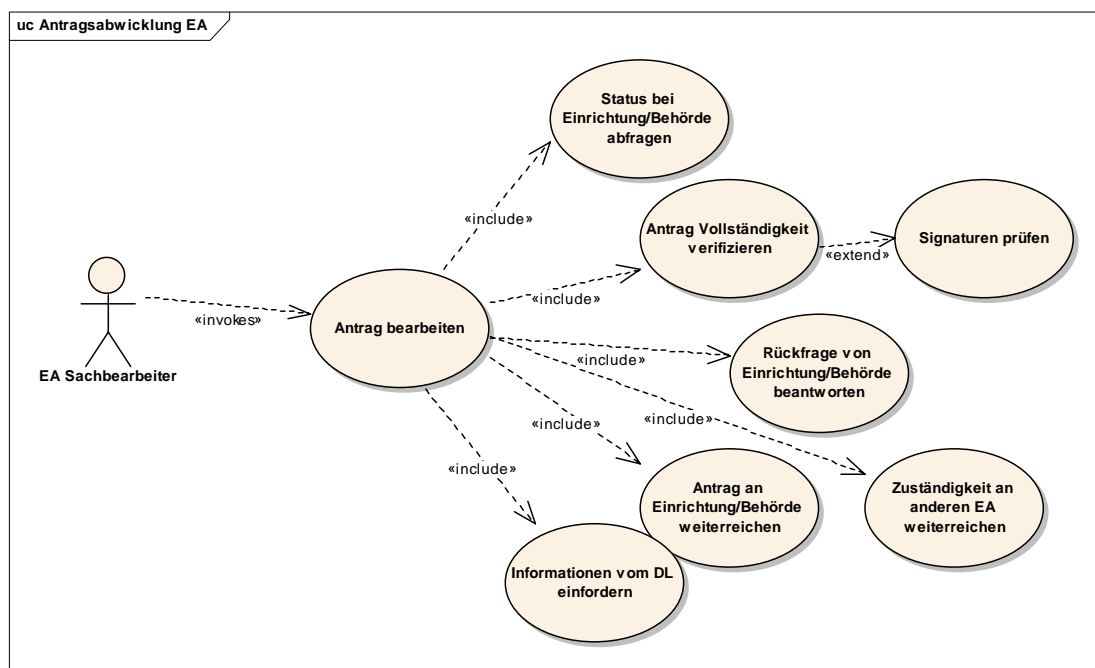 uc Antragsabwicklung EA
Status bei
Einrichtung/Behörde
abfragen
«include»
Antrag Vollständigkeit
verifizieren
«extend»
Signaturen prüfen
«include»
EA Sachbearbeiter
«invokes»
Antrag bearbeiten
«include»
Rückfrage von
Einrichtung/Behörde
beantworten
«include»
«include»
«include»
Antrag an
Einrichtung/Behörde
weiterreichen
Zuständigkeit an
anderen EA
weiterreichen
Informationen vom DL
einfordern